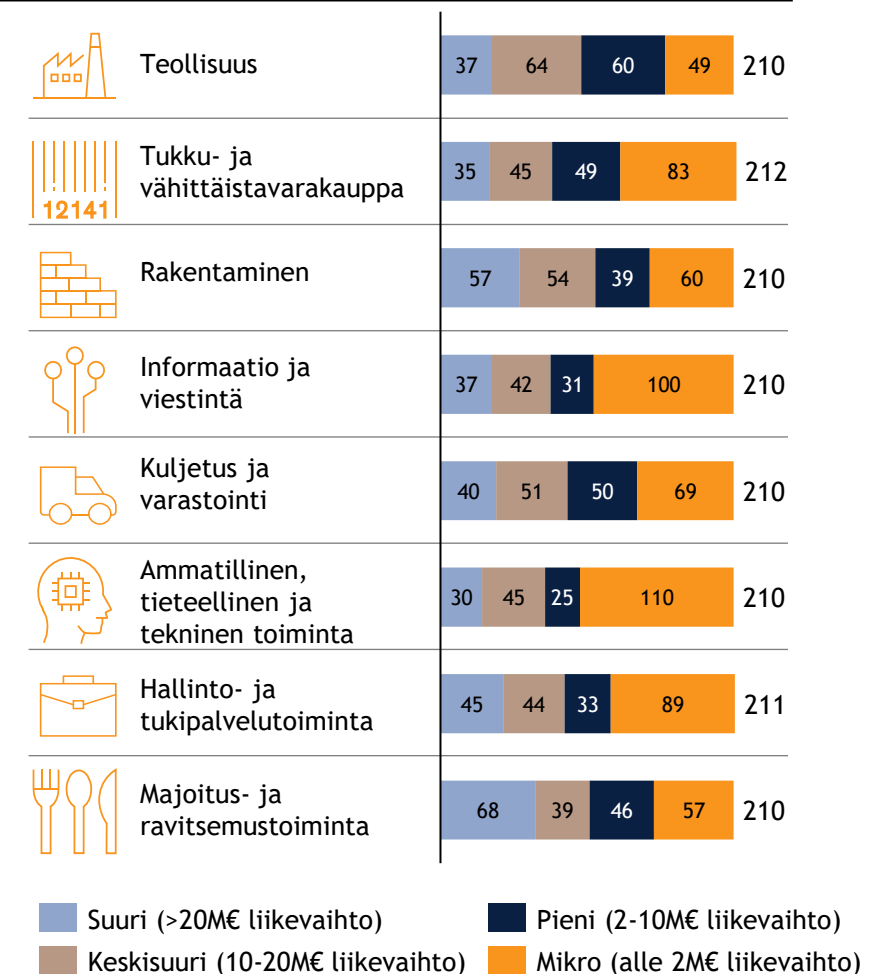 Teollisuus
37 64 60 49 210
12141
Tukku- ja
vähittäistavarakauppa
35 45 49 83 212
Rakentaminen
57 54 39 60 210
Informaatio ja
viestintä
37 42 31 100 210
Kuljetus ja
varastointi
40 51 50 69 210
Ammatillinen,
tieteellinen ja
tekninen toiminta
30 45 25 110 210
Hallinto- ja
tukipalvelutoiminta
45 44 33 89 211
Majoitus- ja
ravitsemustoiminta
68 39 46 57 210
Suuri (>20M€ liikevaihto)
Pieni (2-10M€ liikevaihto)
Keskisuuri (10-20M€ liikevaihto)
Mikro (alle 2M€ liikevaihto)